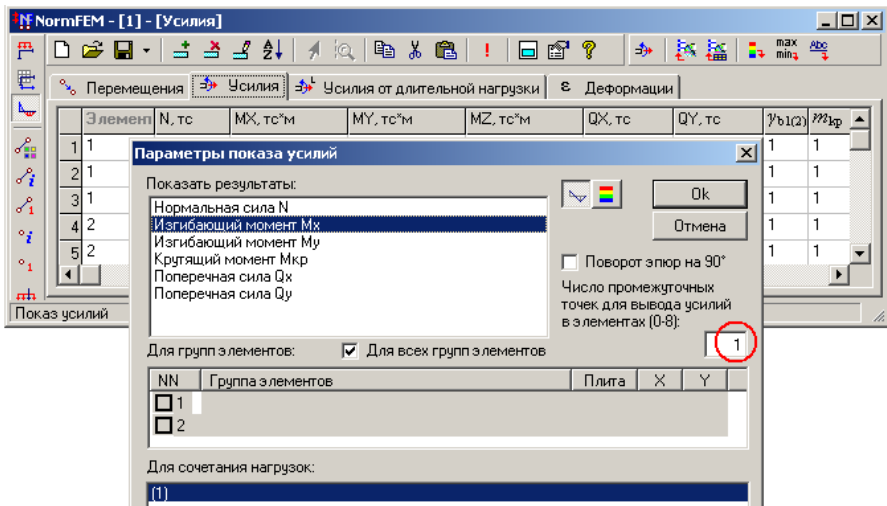 NormFEM - [1] - [Усилия]
max
min
Abc
Перемещения Усилия Усилия от длительной нагрузки ε Деформации
Элемент N, тс MX, тс*м MY, тс*м MZ, тс*м QX, тс QY, тс γb1(2) mкр
1 1 1 1
2 1 1 1
3 1 1 1
4 2 1 1
5 2 1 1
Показ усилий
Параметры показа усилий
Показать результаты:
Нормальная сила N
Изгибающий момент Mx
Изгибающий момент My
Крутящий момент Мкр
Поперечная сила Qx
Поперечная сила Qy
Ok
Отмена
Поворот эпюр на 90°
Число промежуточных
точек для вывода усилий
в элементах (0-8):
1
Для групп элементов: Для всех групп элементов
NN Группа элементов Плита X Y
1
2
Для сочетания нагрузок:
(1)